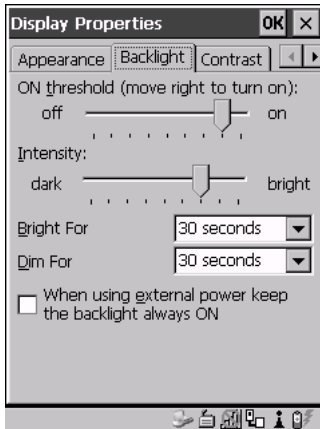 Display Properties OK ×
Appearance Backlight Contrast
ON threshold (move right to turn on):
off on
Intensity:
dark bright
Bright For 30 seconds
Dim For 30 seconds
When using external power keep
the backlight always ON